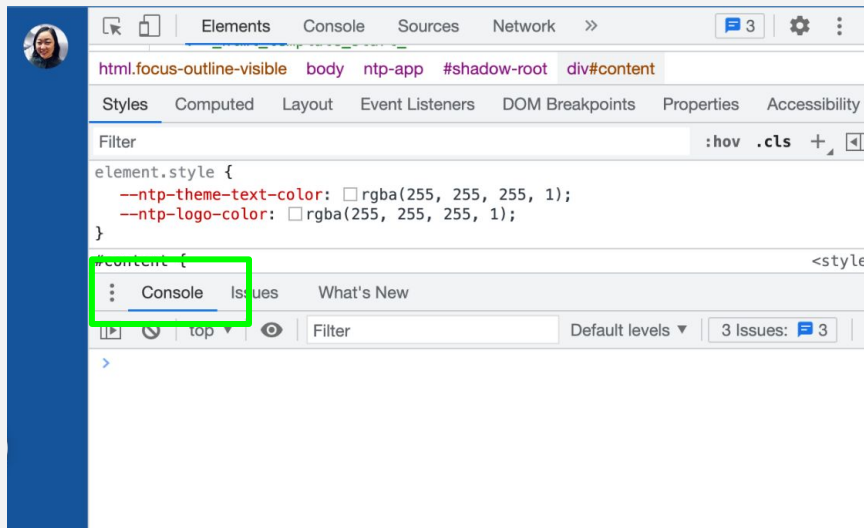 Elements Console Sources Network » 3
html.focus-outline-visible body ntp-app #shadow-root div#content
Styles Computed Layout Event Listeners DOM Breakpoints Properties Accessibility
Filter :hov .cls +
element.style {
--ntp-theme-text-color: rgba(255, 255, 255, 1);
--ntp-logo-color: rgba(255, 255, 255, 1);
}
#content { <style
Console Issues What's New
top ▼ Filter Default levels ▼ 3 Issues: 3
>